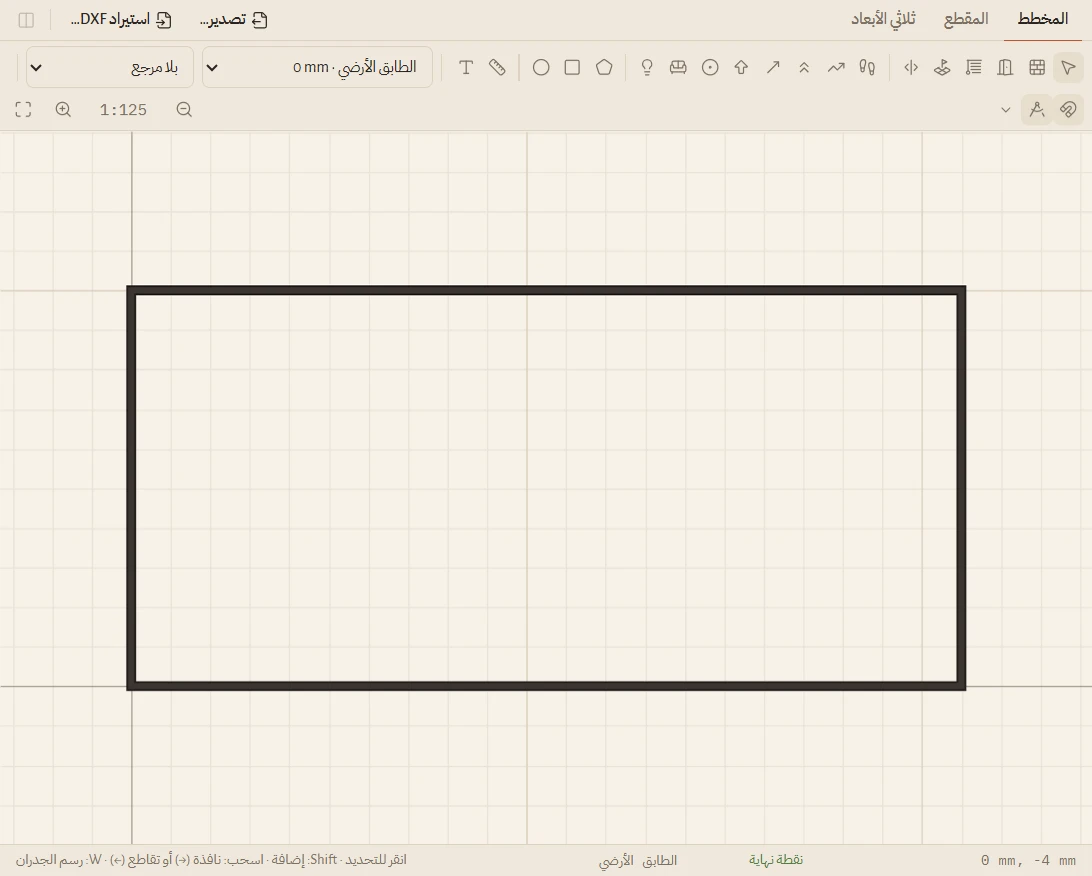 المخطط
المقطع
ثلاثي الأبعاد
تصدير...
استيراد DXF...
الطابق الأرضي · 0 mm
بلا مرجع
1:125
0 mm, -4 mm
نقطة نهاية
الطابق الأرضي
انقر للتحديد · Shift: إضافة · اسحب: نافذة (→) أو تقاطع (←) · W: رسم الجدران